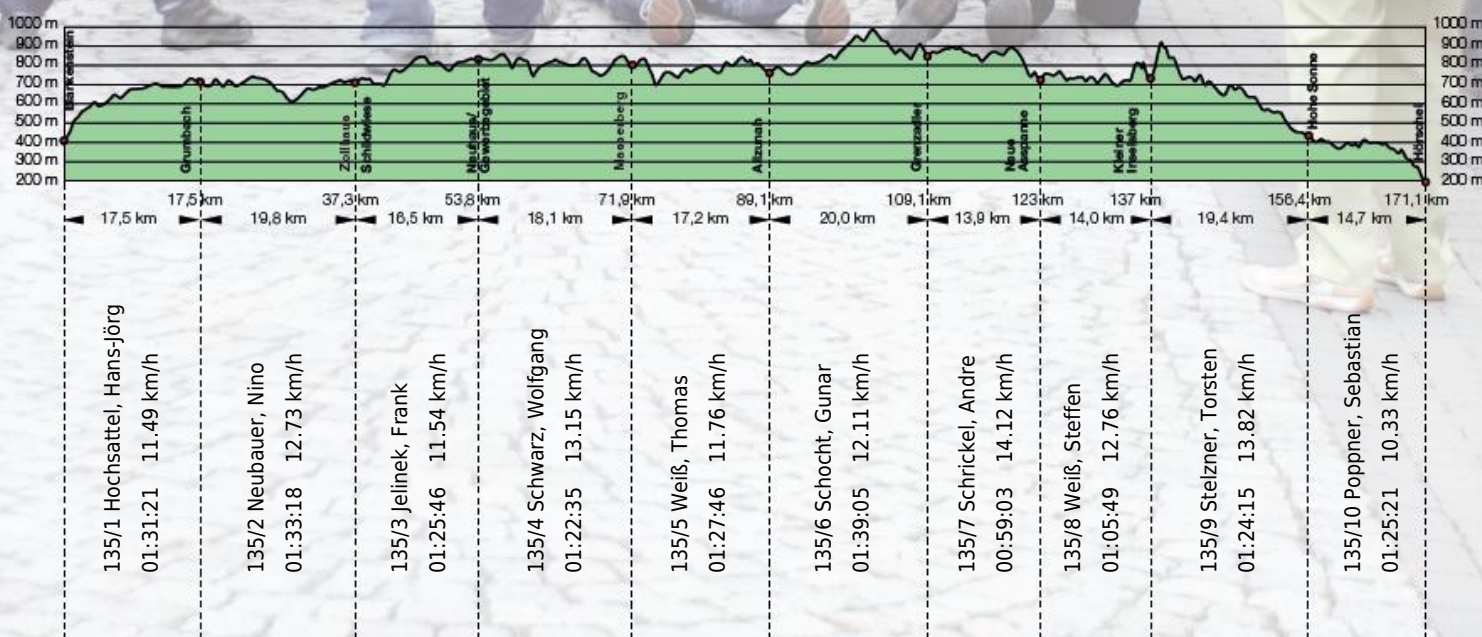 1000 m
900 m
800 m
700 m
600 m
500 m
400 m
300 m
200 m
1000 m
900 m
800 m
700 m
600 m
500 m
400 m
300 m
200 m
Blankenstein
Grumbach
Zollhaus
Schildwiese
Neuhaus/
Masserberg
Allzunah
Grenzadler
Neue
Ausspanne
Kleiner
Inselsberg
Hohe Sonne
Hörschel
17,5 km
37,3 km
53,8 km
71,9 km
89,1 km
109,1 km
123 km
137 km
156,4 km
171,1 km
17,5 km
19,8 km
16,5 km
18,1 km
17,2 km
20,0 km
13,9 km
14,0 km
19,4 km
14,7 km
135/1 Hochsattel, Hans-Jörg
01:31:21 11.49 km/h
135/2 Neubauer, Nino
01:33:18 12.73 km/h
135/3 Jelinek, Frank
01:25:46 11.54 km/h
135/4 Schwarz, Wolfgang
01:22:35 13.15 km/h
135/5 Weiß, Thomas
01:27:46 11.76 km/h
135/6 Schocht, Gunar
01:39:05 12.11 km/h
135/7 Schrickel, Andre
00:59:03 14.12 km/h
135/8 Weiß, Steffen
01:05:49 12.76 km/h
135/9 Stelzner, Torsten
01:24:15 13.82 km/h
135/10 Poppner, Sebastian
01:25:21 10.33 km/h